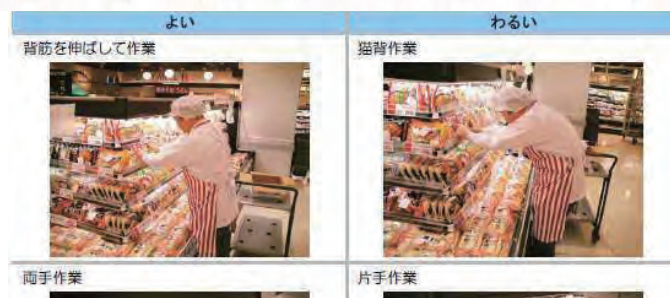 よい
わるい
背筋を伸ばして作業
猫背作業
両手作業
片手作業